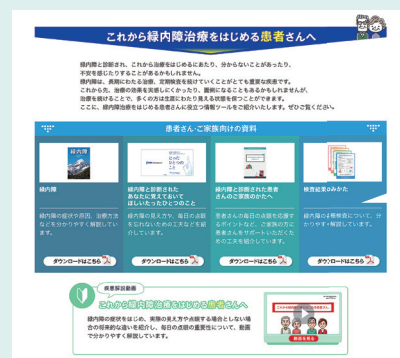 これから緑内障治療をはじめる患者さんへ
緑内障と診断され、これから治療をはじめるにあたり、分からないことがあったり、
不安を感じたりすることがあるかもしれません。
緑内障は、長期にわたる治療、定期検査を続けていくことがとても重要な疾患です。
これから先、治療の効果を実感しにくかったり、面倒になることもあるかもしれませんが、
治療を続けることで、多くの方は生涯にわたり見える状態を保つことができます。
ここに、緑内障治療をはじめる患者さんに役立つ情報ツールをご紹介いたします。ぜひご覧ください。
患者さん・ご家族向けの資料
緑内障
緑内障の症状や原因、治療方法などを分かりやすく解説しています。
ダウンロードはこちら
緑内障と診断された
あなたに覚えておいて
ほしいたったひとつのこと
緑内障の見え方や、毎日の点眼を忘れないための工夫などを紹介しています。
ダウンロードはこちら
緑内障と診断された患者
さんのご家族のかたへ
患者さんの毎日の点眼を応援するポイントなど、ご家族の方に患者さんをサポートいただくための工夫を紹介しています。
ダウンロードはこちら
検査結果のみかた
緑内障の4種検査について、分かりやすく解説しています。
ダウンロードはこちら
疾患解説動画
これから緑内障治療をはじめる患者さんへ
緑内障の症状をはじめ、実際の見え方や点眼する場合としない場
合の将来的な違いを紹介し、毎日の点眼の重要性について、動画
で分かりやすく解説しています。
動画を見る